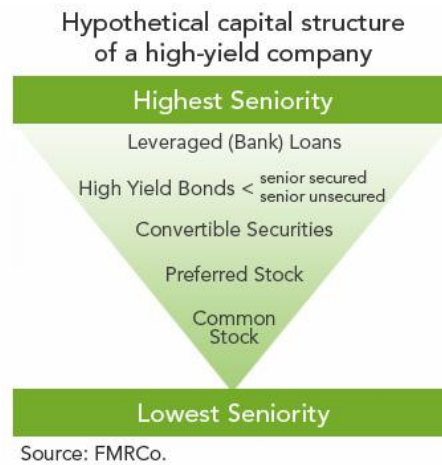 Hypothetical capital structure
of a high-yield company
Highest Seniority
Leveraged (Bank) Loans
High Yield Bonds < senior secured
senior unsecured
Convertible Securities
Preferred Stock
Common
Stock
Lowest Seniority
Source: FMRCo.